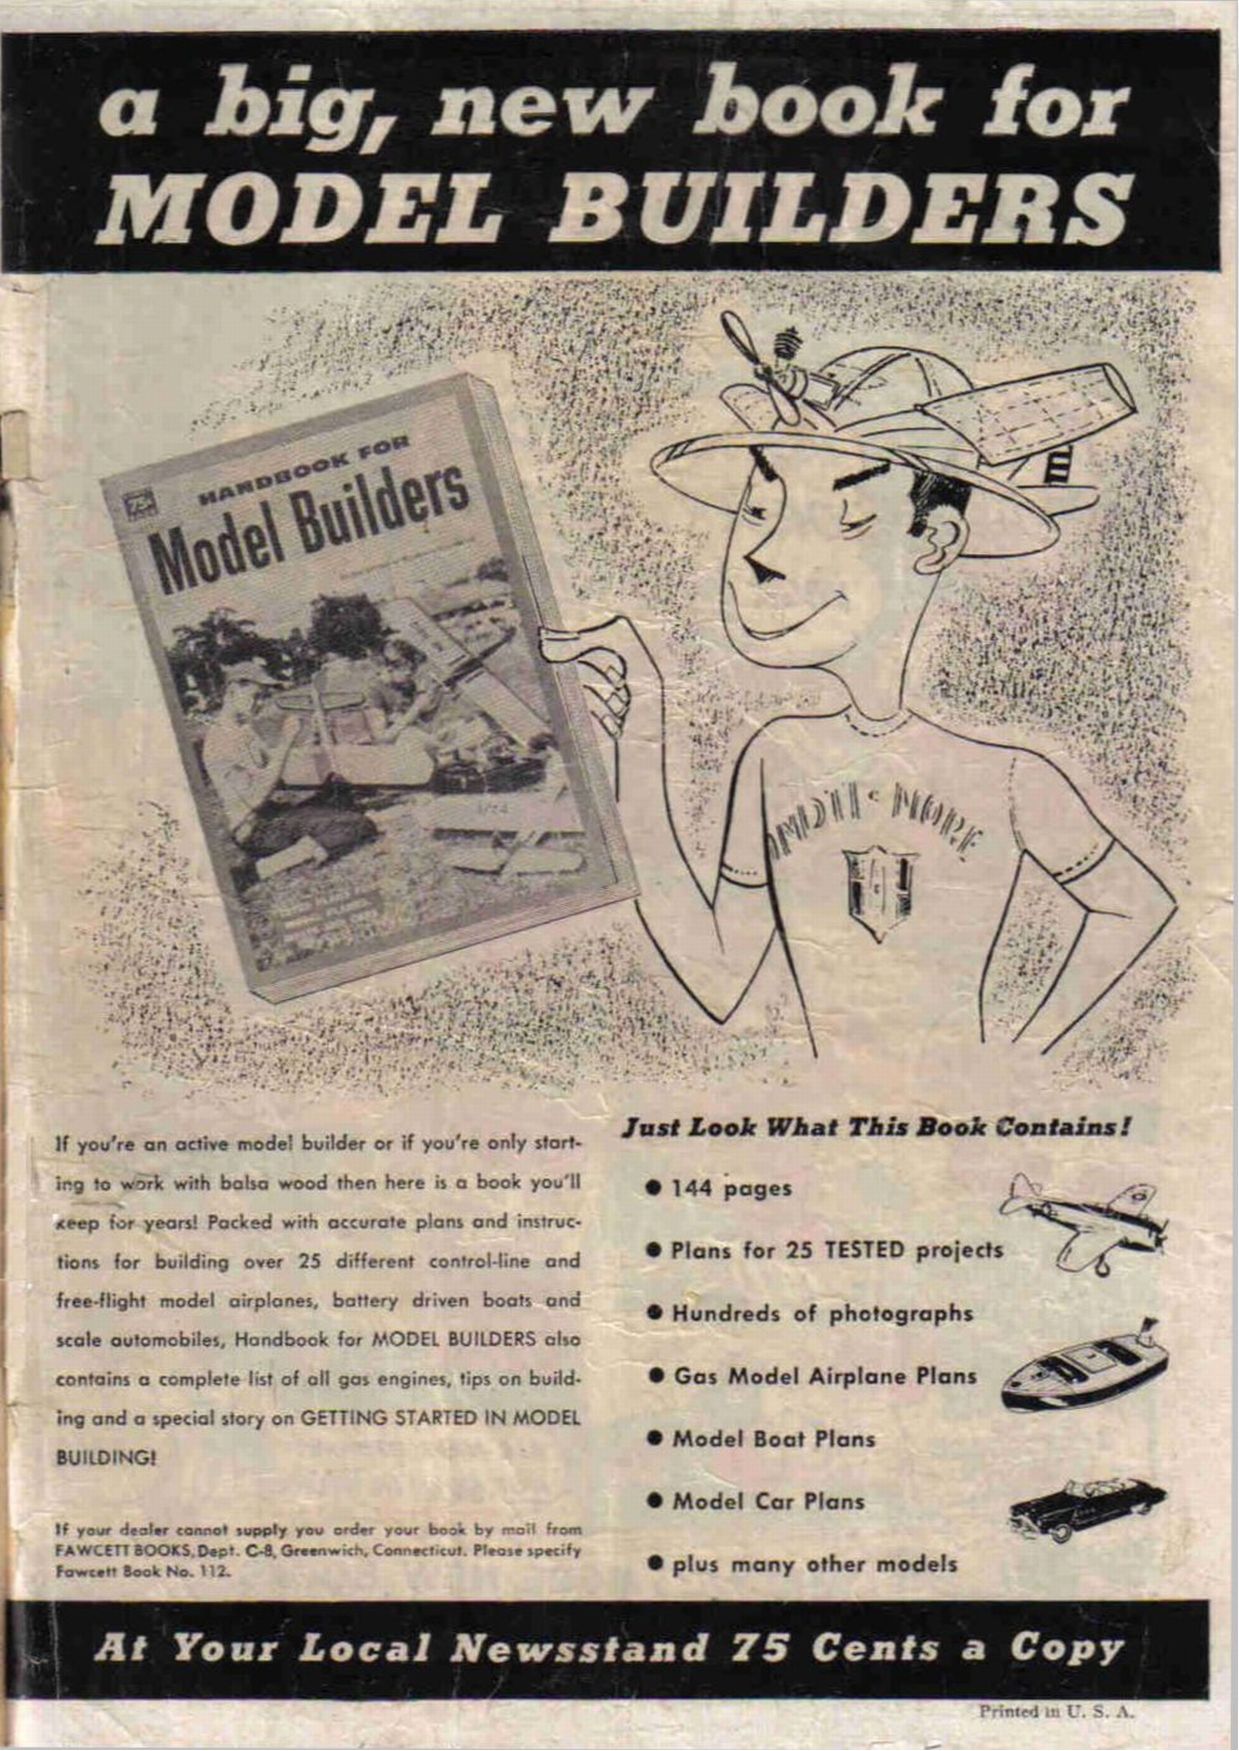 a big, new book for
MODEL BUILDERS
75¢
HANDBOOK FOR
Model Builders
If you're an active model builder or if you're only start-
ing to work with balsa wood then here is a book you'll
keep for years! Packed with accurate plans and instruc-
tions for building over 25 different control-line and
free-flight model airplanes, battery driven boats and
scale automobiles, Handbook for MODEL BUILDERS also
contains a complete list of all gas engines, tips on build-
ing and a special story on GETTING STARTED IN MODEL
BUILDING!
If your dealer cannot supply you order your book by mail from
FAWCETT BOOKS, Dept. C-8, Greenwich, Connecticut. Please specify
Fawcett Book No. 112.
Just Look What This Book Contains!
● 144 pages
● Plans for 25 TESTED projects
● Hundreds of photographs
● Gas Model Airplane Plans
● Model Boat Plans
● Model Car Plans
● plus many other models
At Your Local Newsstand 75 Cents a Copy
Printed in U. S. A.